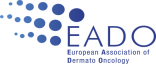 EADO
European Association of
Dermato Oncology